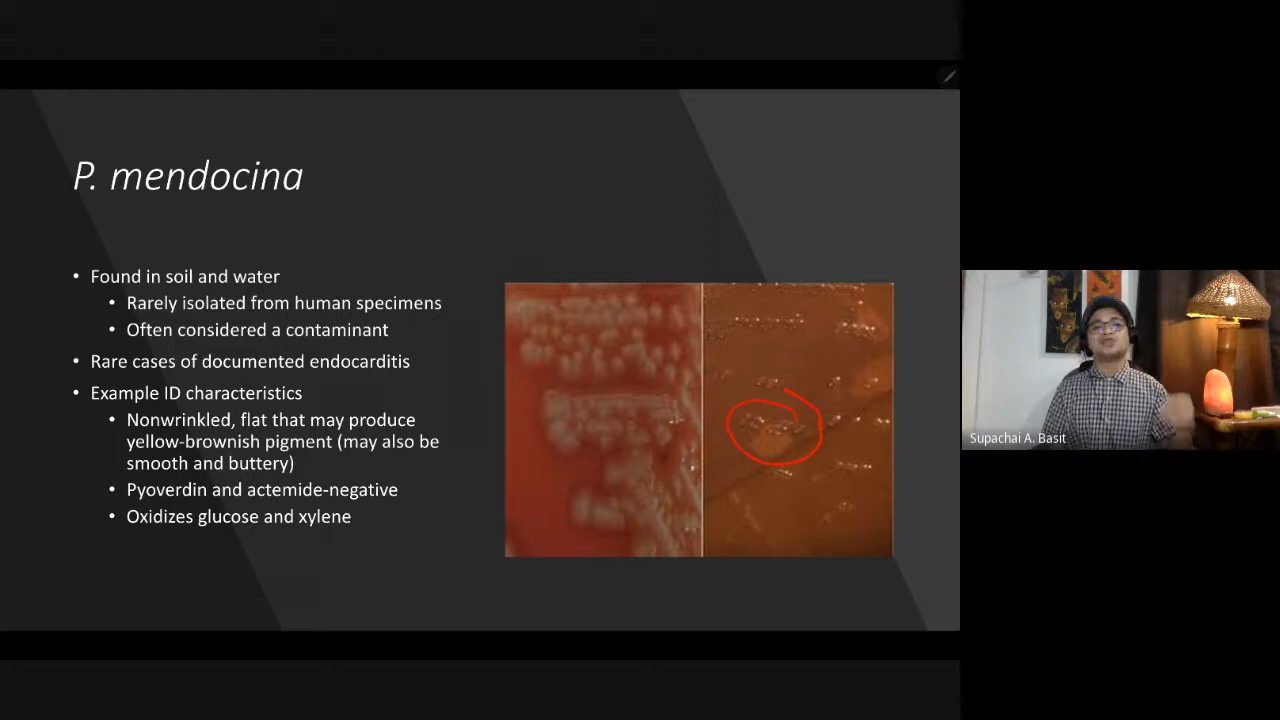 P. mendocina
• Found in soil and water
• Rarely isolated from human specimens
• Often considered a contaminant
• Rare cases of documented endocarditis
• Example ID characteristics
• Nonwrinkled, flat that may produce
yellow-brownish pigment (may also be
smooth and buttery)
• Pyoverdin and actemide-negative
• Oxidizes glucose and xylene
Supachai A. Basit